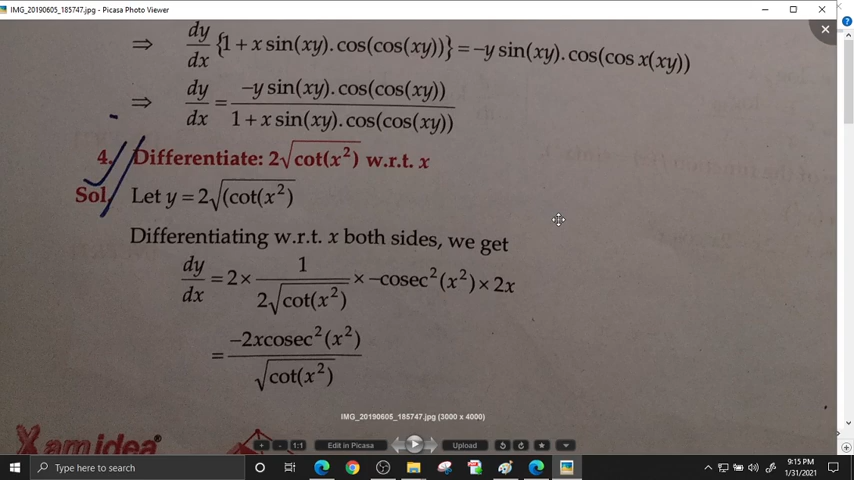 IMG_20190605_185747.jpg - Picasa Photo Viewer
⇒ dy/dx {1 + x sin(xy). cos(cos(xy))} = −y sin(xy). cos(cos x(xy))
⇒ dy/dx = −y sin(xy). cos(cos(xy)) / 1 + x sin(xy). cos(cos(xy))
4. Differentiate: 2√cot(x²) w.r.t. x
Sol. Let y = 2√(cot(x²)
Differentiating w.r.t. x both sides, we get
dy/dx = 2 × 1/2√cot(x²) × −cosec²(x²) × 2x
= −2xcosec²(x²) / √cot(x²)
IMG_20190605_185747.jpg (3000 x 4000)
Xamidea
1:1 Edit in Picasa Upload
Type here to search
9:15 PM
1/31/2021